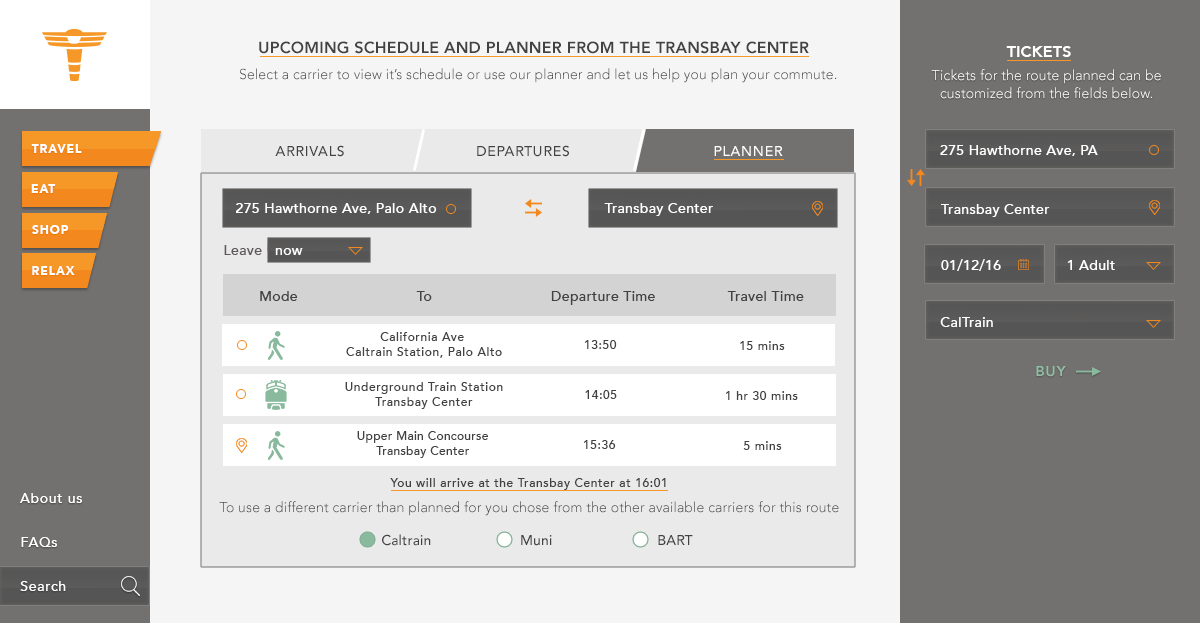 TRAVEL
EAT
SHOP
RELAX
About us
FAQs
Search
UPCOMING SCHEDULE AND PLANNER FROM THE TRANSBAY CENTER
Select a carrier to view it's schedule or use our planner and let us help you plan your commute.
ARRIVALS DEPARTURES PLANNER
275 Hawthorne Ave, Palo Alto Transbay Center
Leave now
Mode To Departure Time Travel Time
California Ave
Caltrain Station, Palo Alto 13:50 15 mins
Underground Train Station
Transbay Center 14:05 1 hr 30 mins
Upper Main Concourse
Transbay Center 15:36 5 mins
You will arrive at the Transbay Center at 16:01
To use a different carrier than planned for you chose from the other available carriers for this route
Caltrain Muni BART
TICKETS
Tickets for the route planned can be
customized from the fields below.
275 Hawthorne Ave, PA
Transbay Center
01/12/16 1 Adult
CalTrain
BUY